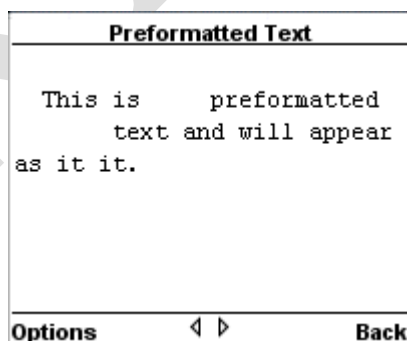 Preformatted Text
  This is     preformatted
       text and will appear
as it it.
Options Back